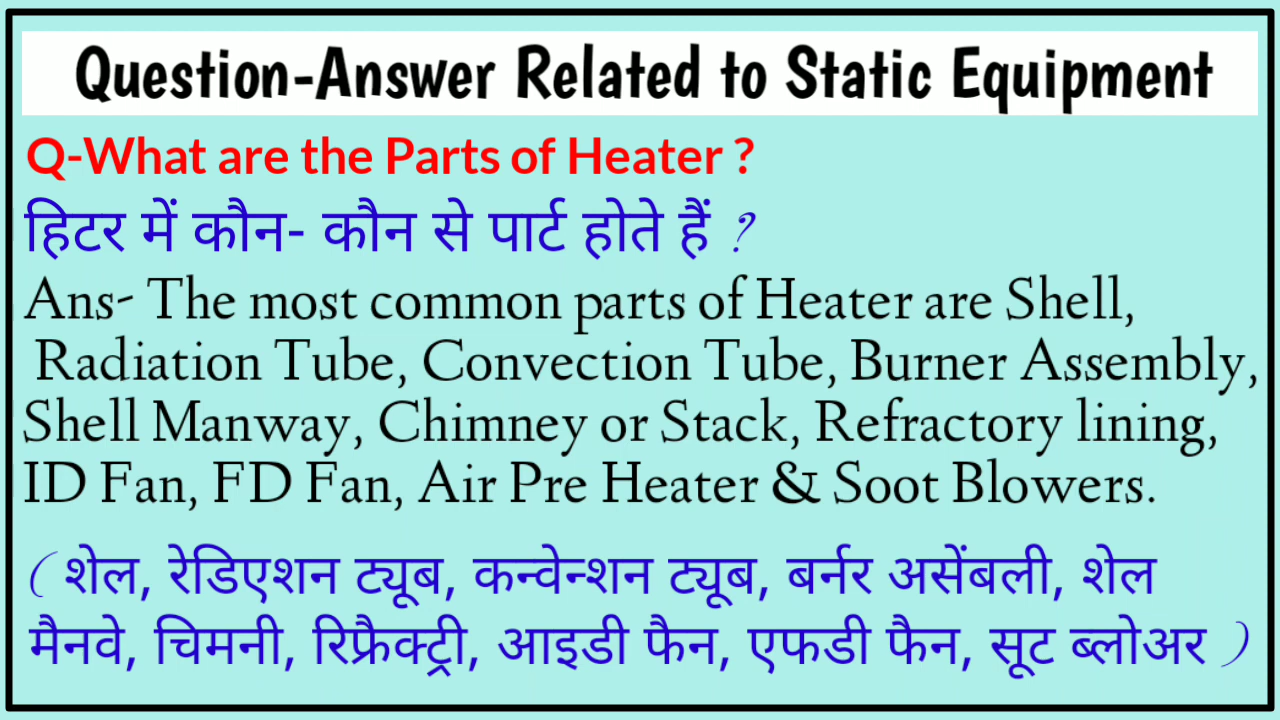 Question-Answer Related to Static Equipment
Q-What are the Parts of Heater ?
हिटर में कौन- कौन से पार्ट होते हैं ?
Ans- The most common parts of Heater are Shell,
Radiation Tube, Convection Tube, Burner Assembly,
Shell Manway, Chimney or Stack, Refractory lining,
ID Fan, FD Fan, Air Pre Heater & Soot Blowers.
( शेल, रेडिएशन ट्यूब, कन्वेन्शन ट्यूब, बर्नर असेंबली, शेल
मैनवे, चिमनी, रिफ्रैक्ट्री, आइडी फैन, एफडी फैन, सूट ब्लोअर )